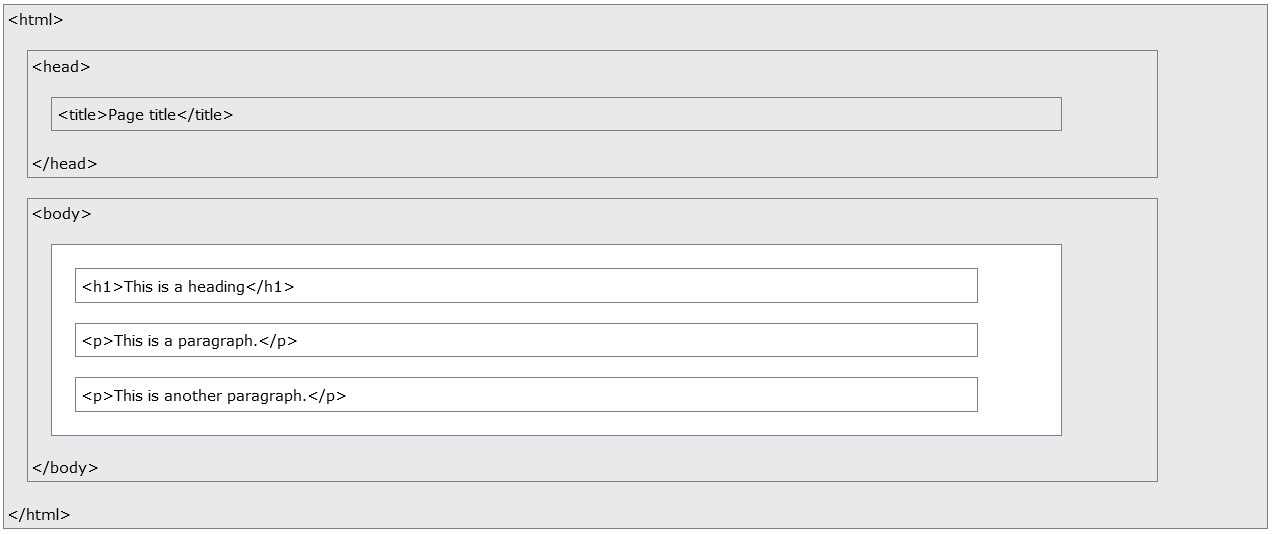 <html>
<head>
<title>Page title</title>
</head>
<body>
<h1>This is a heading</h1>
<p>This is a paragraph.</p>
<p>This is another paragraph.</p>
</body>
</html>